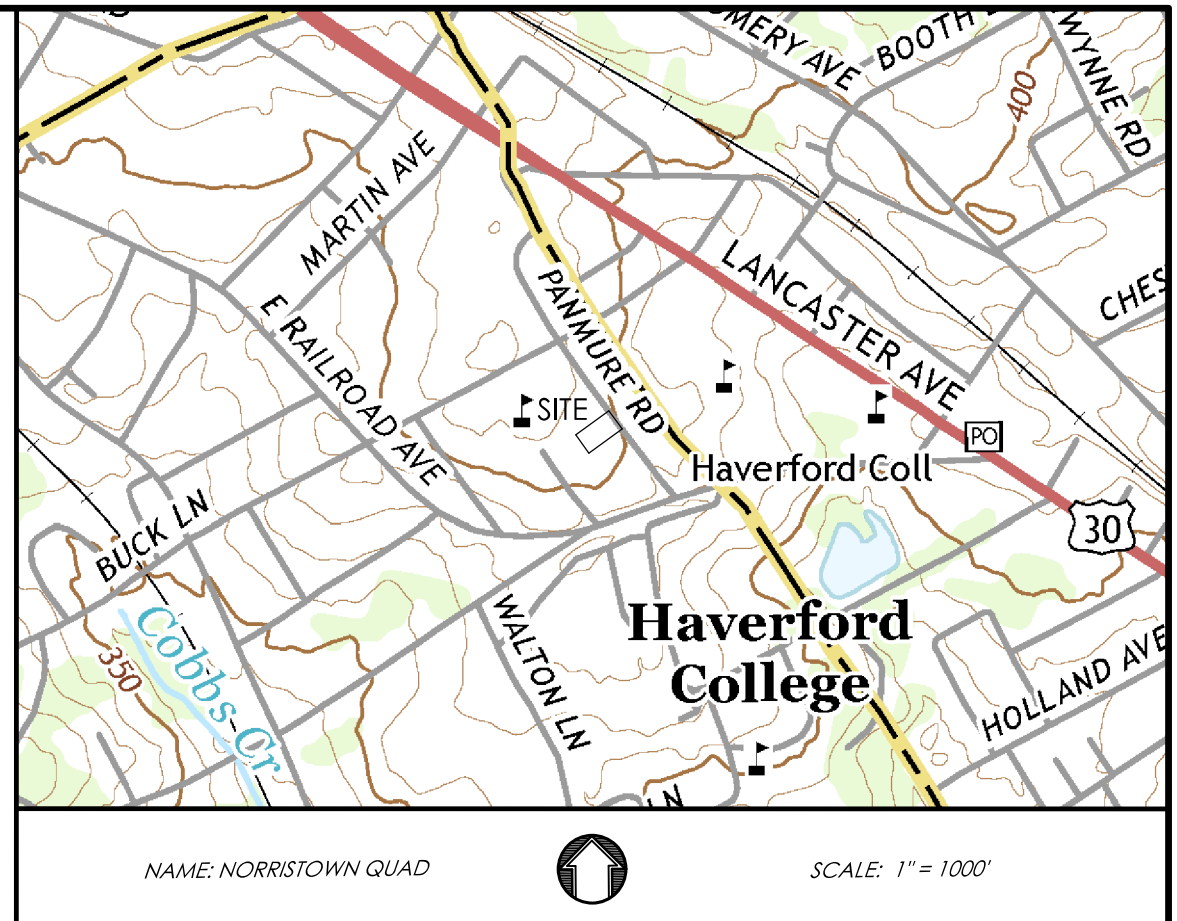 MERY AVE
BOOTH
WYNNE RD
400
MARTIN AVE
LANCASTER AVE
CHES
E RAILROAD AVE
PANMURE RD
SITE
PO
Haverford Coll
30
BUCK LN
Cobbs Cr
350
WALTON LN
Haverford
College
HOLLAND AVE
LN
NAME: NORRISTOWN QUAD
SCALE: 1" = 1000'